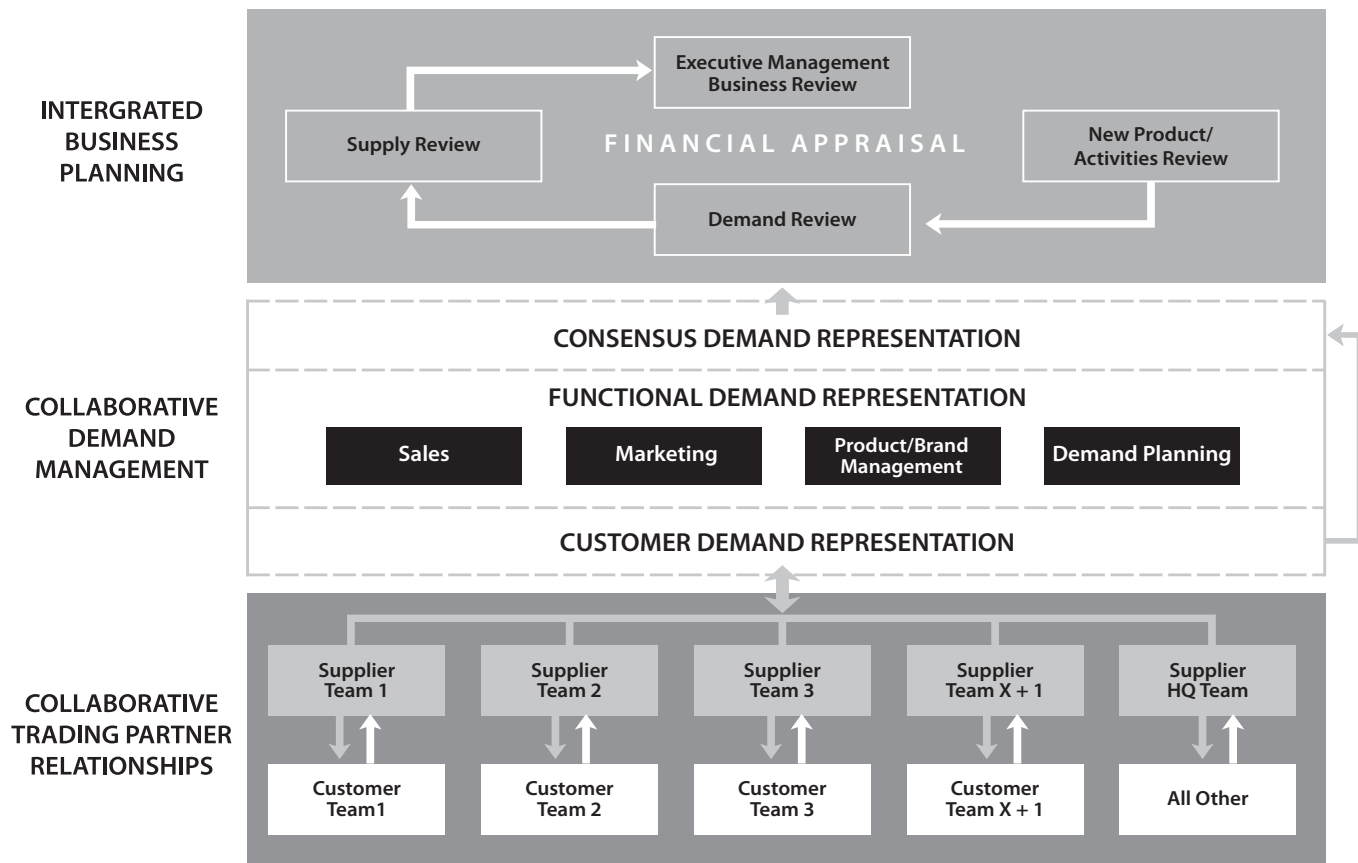 INTERGRATED
BUSINESS
PLANNING
Executive Management
Business Review
Supply Review
FINANCIAL APPRAISAL
New Product/
Activities Review
Demand Review
COLLABORATIVE
DEMAND
MANAGEMENT
CONSENSUS DEMAND REPRESENTATION
FUNCTIONAL DEMAND REPRESENTATION
Sales
Marketing
Product/Brand
Management
Demand Planning
CUSTOMER DEMAND REPRESENTATION
COLLABORATIVE
TRADING PARTNER
RELATIONSHIPS
Supplier
Team 1
Supplier
Team 2
Supplier
Team 3
Supplier
Team X + 1
Supplier
HQ Team
Customer
Team1
Customer
Team 2
Customer
Team 3
Customer
Team X + 1
All Other